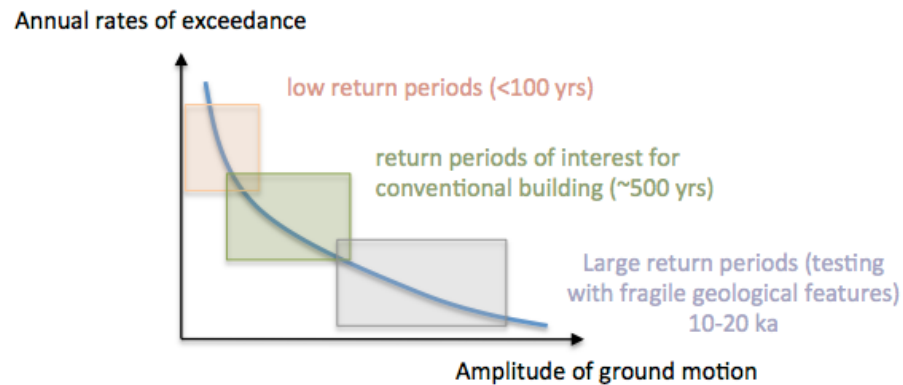 Annual rates of exceedance
low return periods (<100 yrs)
return periods of interest for
conventional building (~500 yrs)
Large return periods (testing
with fragile geological features)
10-20 ka
Amplitude of ground motion